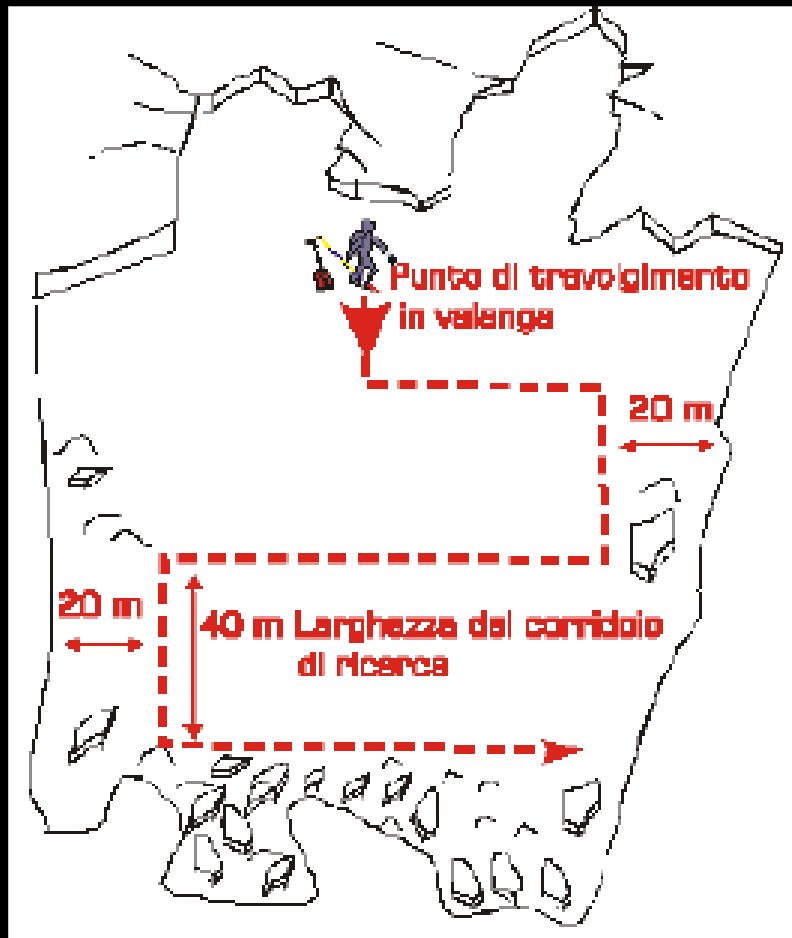 Punto di travolgimento
in valanga
20 m
20 m
40 m Larghezza del corridoio
di ricerca